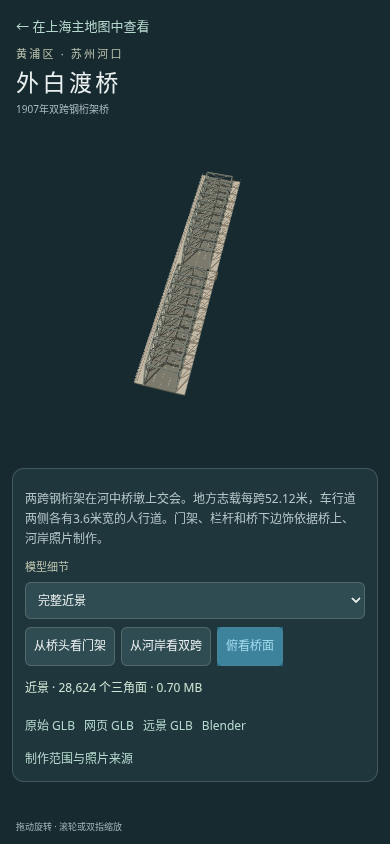 ← 在上海主地图中查看
黄浦区 · 苏州河口
外白渡桥
1907年双跨钢桁架桥
两跨钢桁架在河中桥墩上交会。地方志载每跨52.12米，车行道
两侧各有3.6米宽的人行道。门架、栏杆和桥下边饰依据桥上、
河岸照片制作。
模型细节
完整近景
从桥头看门架 从河岸看双跨 俯看桥面
近景 · 28,624 个三角面 · 0.70 MB
原始 GLB 网页 GLB 远景 GLB Blender
制作范围与照片来源
拖动旋转 · 滚轮或双指缩放